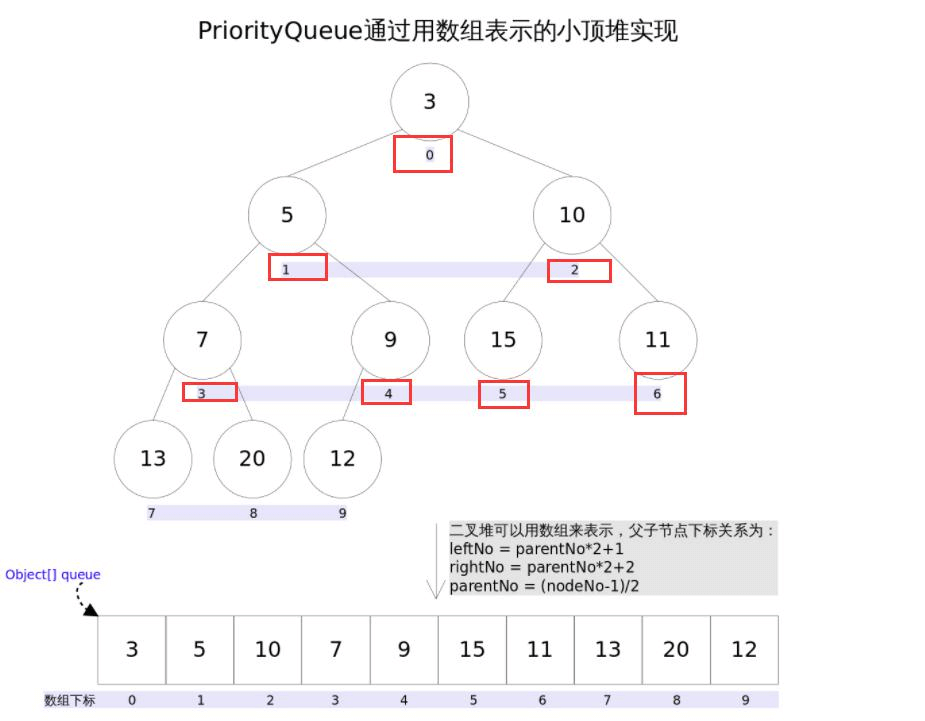 PriorityQueue通过用数组表示的小顶堆实现
3
0
5
10
1
2
7
9
15
11
3
4
5
6
13
20
12
7
8
9
二叉堆可以用数组来表示，父子节点下标关系为：
leftNo = parentNo*2+1
rightNo = parentNo*2+2
parentNo = (nodeNo-1)/2
Object[] queue
3 5 10 7 9 15 11 13 20 12
数组下标 0 1 2 3 4 5 6 7 8 9